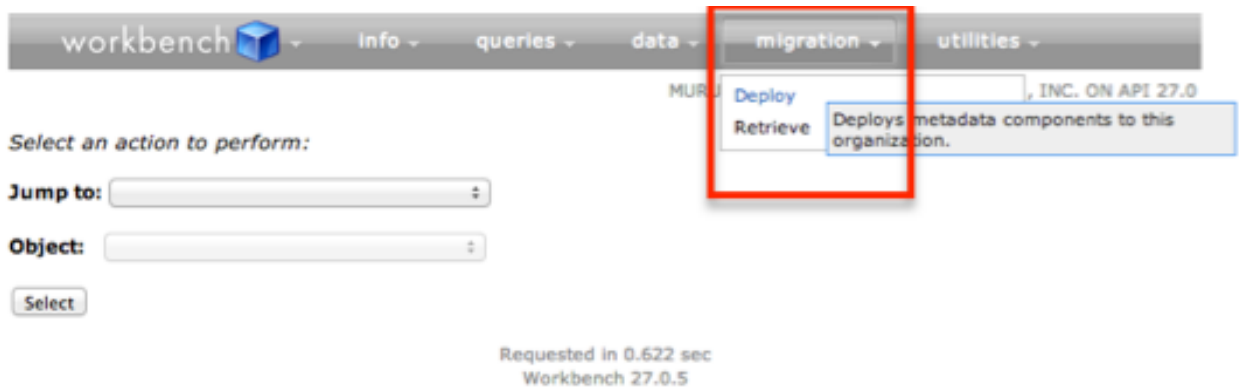 workbench info queries data migration utilities
MURU , INC. ON API 27.0
Deploy
Retrieve
Deploys metadata components to this
organization.
Select an action to perform:
Jump to:
Object:
Select
Requested in 0.622 sec
Workbench 27.0.5